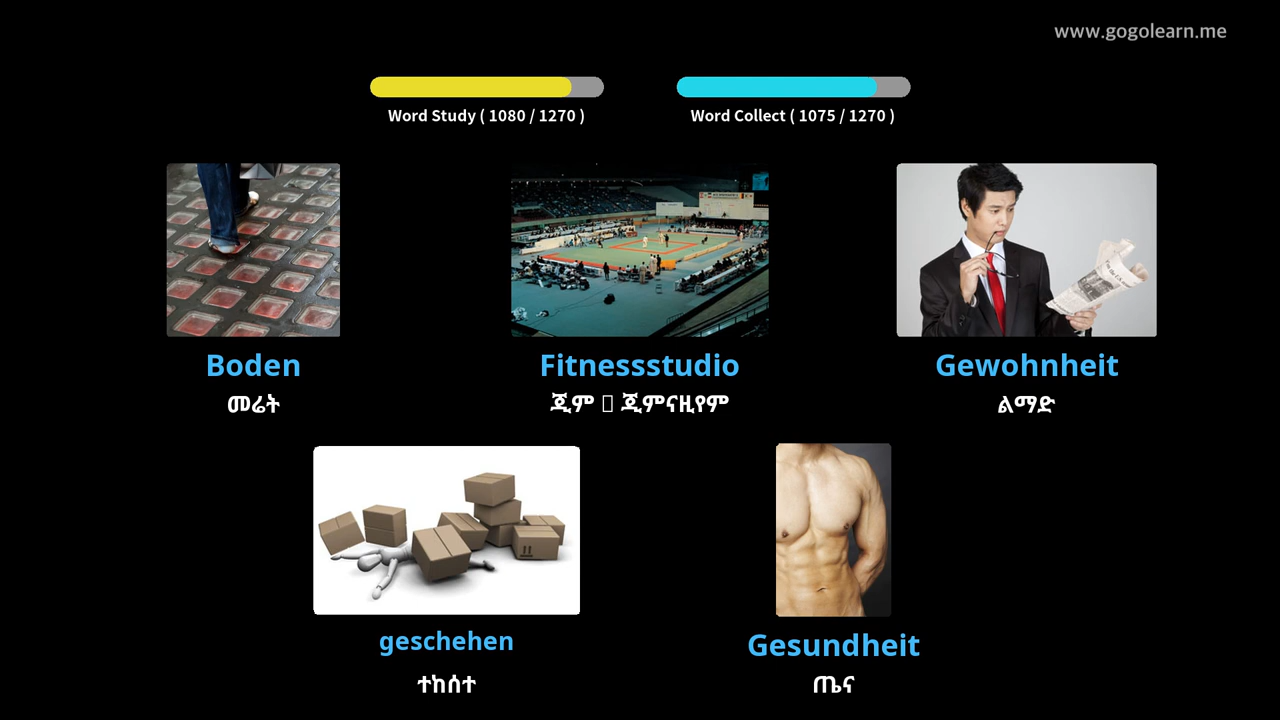 www.gogolearn.me
Word Study ( 1080 / 1270 )
Word Collect ( 1075 / 1270 )
Boden
Fitnessstudio
Gewohnheit
መሬት
ጂም ፧ ጂምናዚየም
ልማድ
geschehen
Gesundheit
ተከሰተ
ጤና